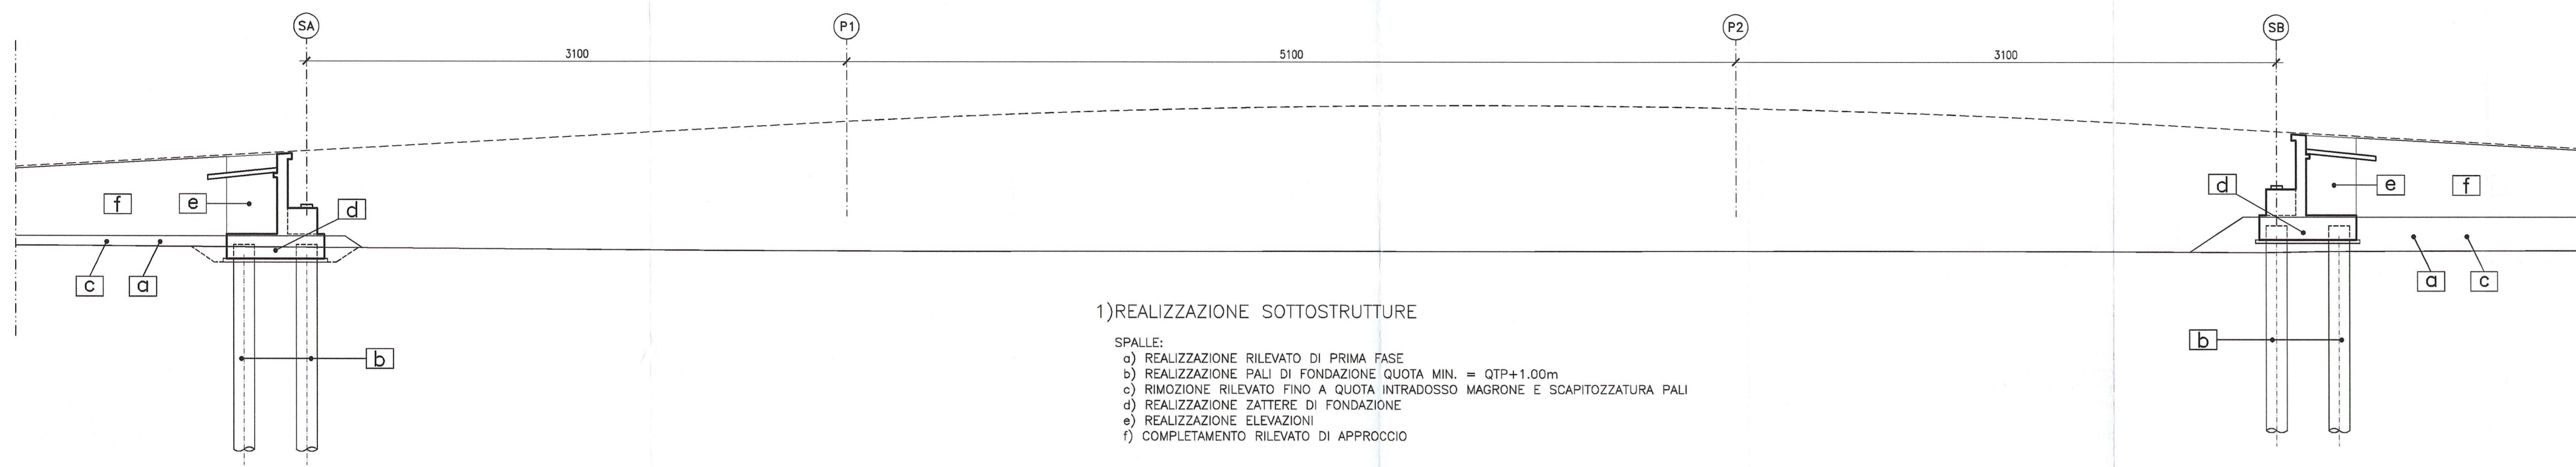 SA
P1
P2
SB
3100
5100
3100
f
e
d
c
a
b
d
e
f
a
c
b
1)REALIZZAZIONE SOTTOSTRUTTURE
SPALLE:
a) REALIZZAZIONE RILEVATO DI PRIMA FASE
b) REALIZZAZIONE PALI DI FONDAZIONE QUOTA MIN. = QTP+1.00m
c) RIMOZIONE RILEVATO FINO A QUOTA INTRADOSSO MAGRONE E SCAPITOZZATURA PALI
d) REALIZZAZIONE ZATTERE DI FONDAZIONE
e) REALIZZAZIONE ELEVAZIONI
f) COMPLETAMENTO RILEVATO DI APPROCCIO